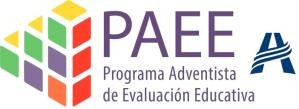 PAEE
Programa Adventista
de Evaluación Educativa